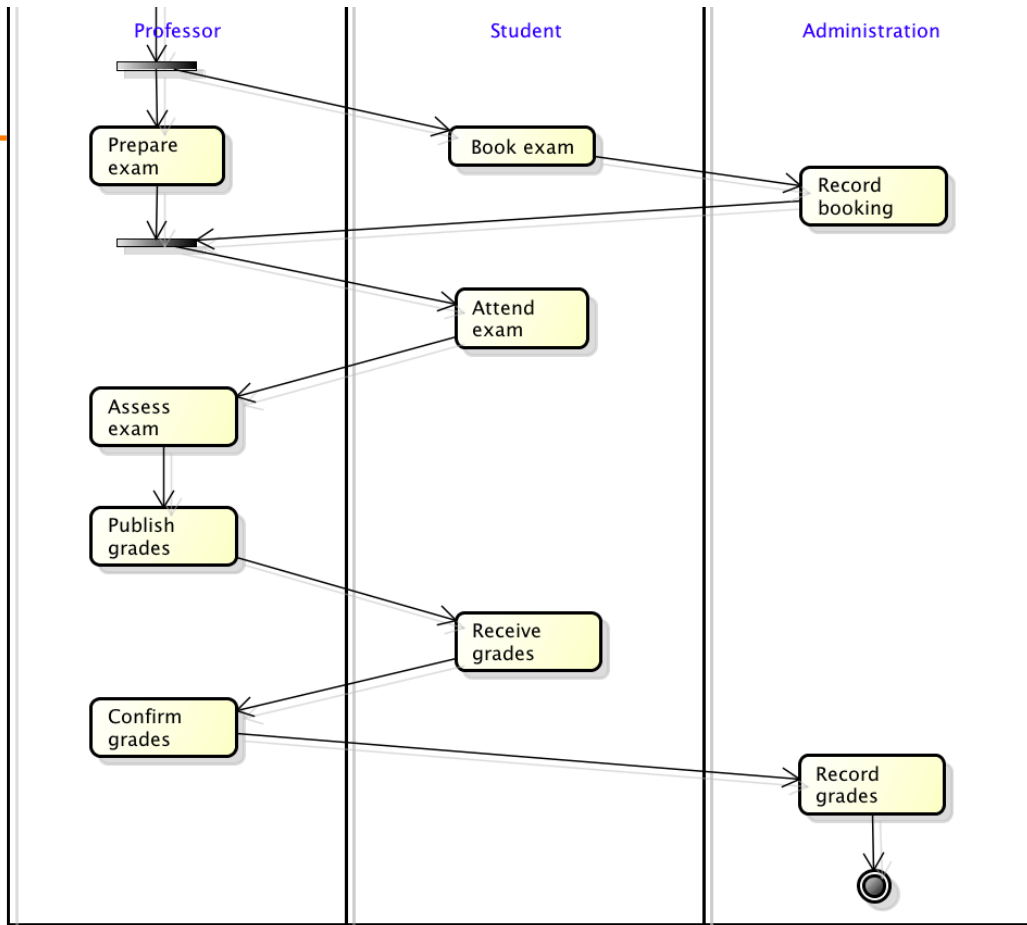 Professor
Student
Administration
Prepare
exam
Book exam
Record
booking
Attend
exam
Assess
exam
Publish
grades
Receive
grades
Confirm
grades
Record
grades